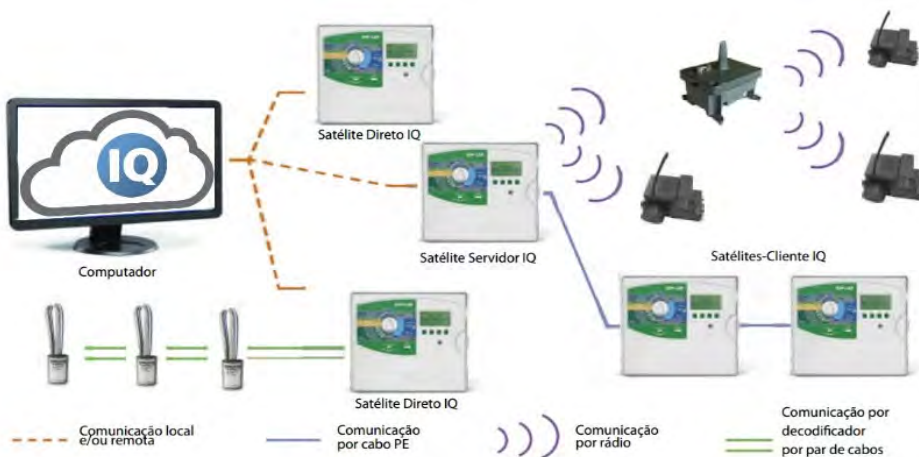 IQ
Computador
Satélite Direto IQ
Satélite Servidor IQ
Satélites-Cliente IQ
Satélite Direto IQ
Comunicação local
e/ou remota
Comunicação
por cabo PE
Comunicação
por rádio
Comunicação por
decodificador
por par de cabos